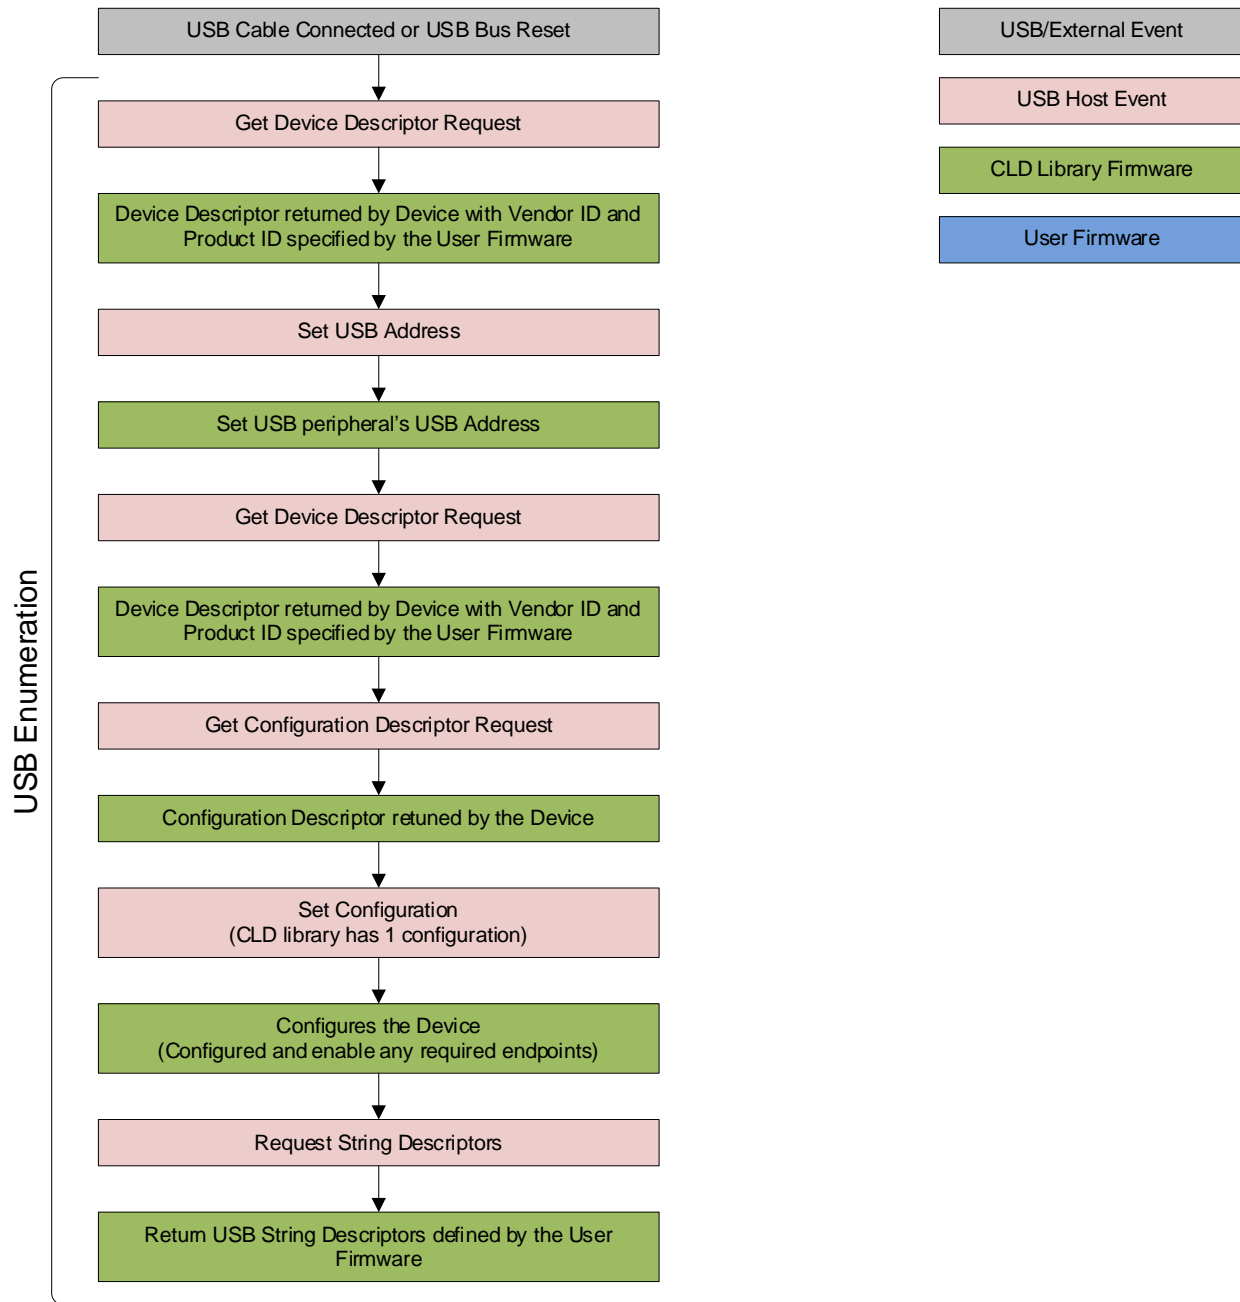 USB Cable Connected or USB Bus Reset
Get Device Descriptor Request
Device Descriptor returned by Device with Vendor ID and
Product ID specified by the User Firmware
Set USB Address
Set USB peripheral's USB Address
Get Device Descriptor Request
Device Descriptor returned by Device with Vendor ID and
Product ID specified by the User Firmware
Get Configuration Descriptor Request
Configuration Descriptor retuned by the Device
Set Configuration
(CLD library has 1 configuration)
Configures the Device
(Configured and enable any required endpoints)
Request String Descriptors
Return USB String Descriptors defined by the User
Firmware
USB Enumeration
USB/External Event
USB Host Event
CLD Library Firmware
User Firmware